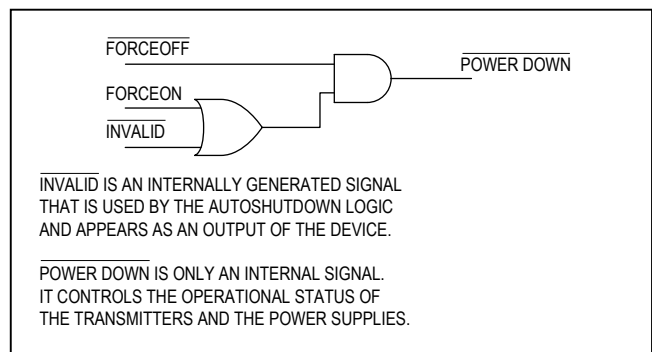 FORCEOFF
POWER DOWN
FORCEON
INVALID
INVALID IS AN INTERNALLY GENERATED SIGNAL
THAT IS USED BY THE AUTOSHUTDOWN LOGIC
AND APPEARS AS AN OUTPUT OF THE DEVICE.
POWER DOWN IS ONLY AN INTERNAL SIGNAL.
IT CONTROLS THE OPERATIONAL STATUS OF
THE TRANSMITTERS AND THE POWER SUPPLIES.